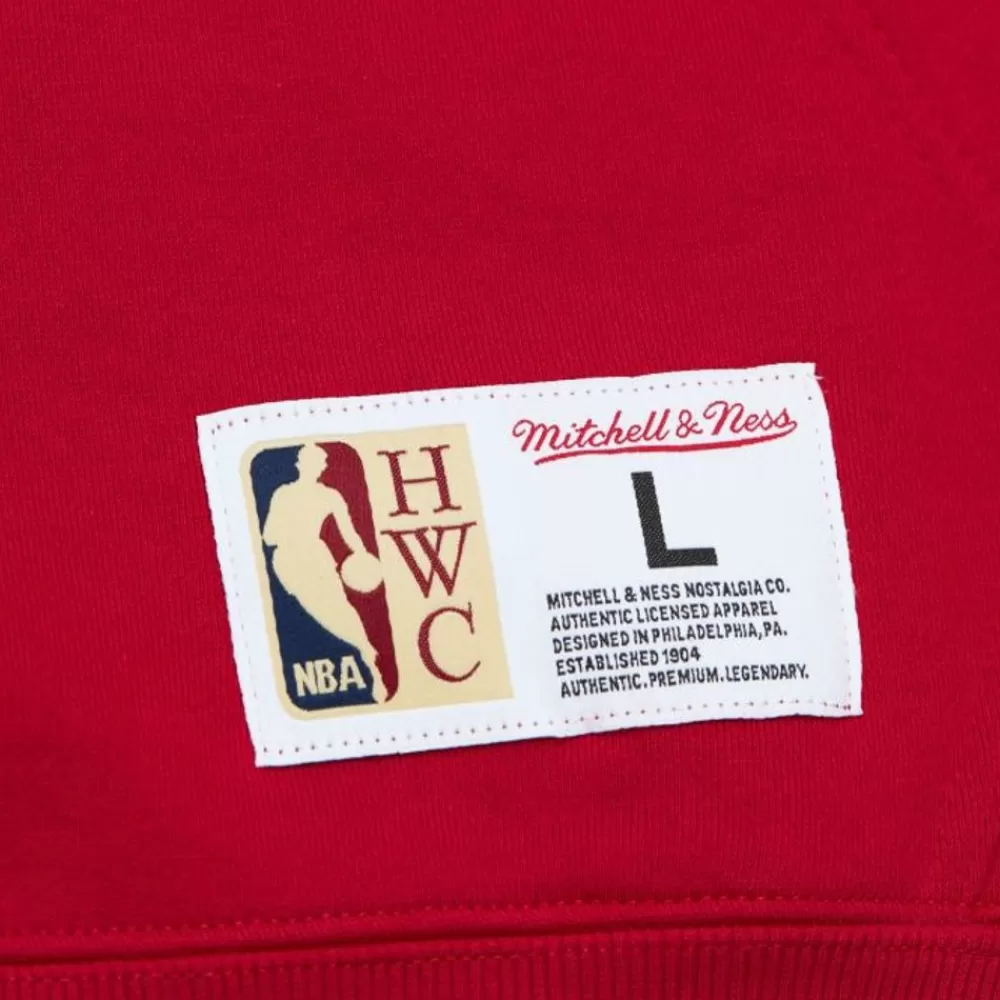 NBA
H
W
C
Mitchell & Ness
L
MITCHELL & NESS NOSTALGIA CO.
AUTHENTIC LICENSED APPAREL
DESIGNED IN PHILADELPHIA, PA.
ESTABLISHED 1904
AUTHENTIC. PREMIUM. LEGENDARY.